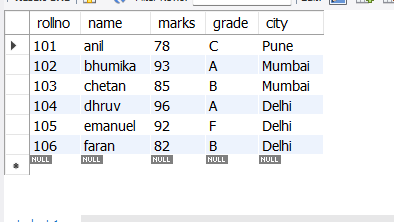 rollno name marks grade city
101 anil 78 C Pune
102 bhumika 93 A Mumbai
103 chetan 85 B Mumbai
104 dhruv 96 A Delhi
105 emanuel 92 F Delhi
106 faran 82 B Delhi
NULL NULL NULL NULL NULL